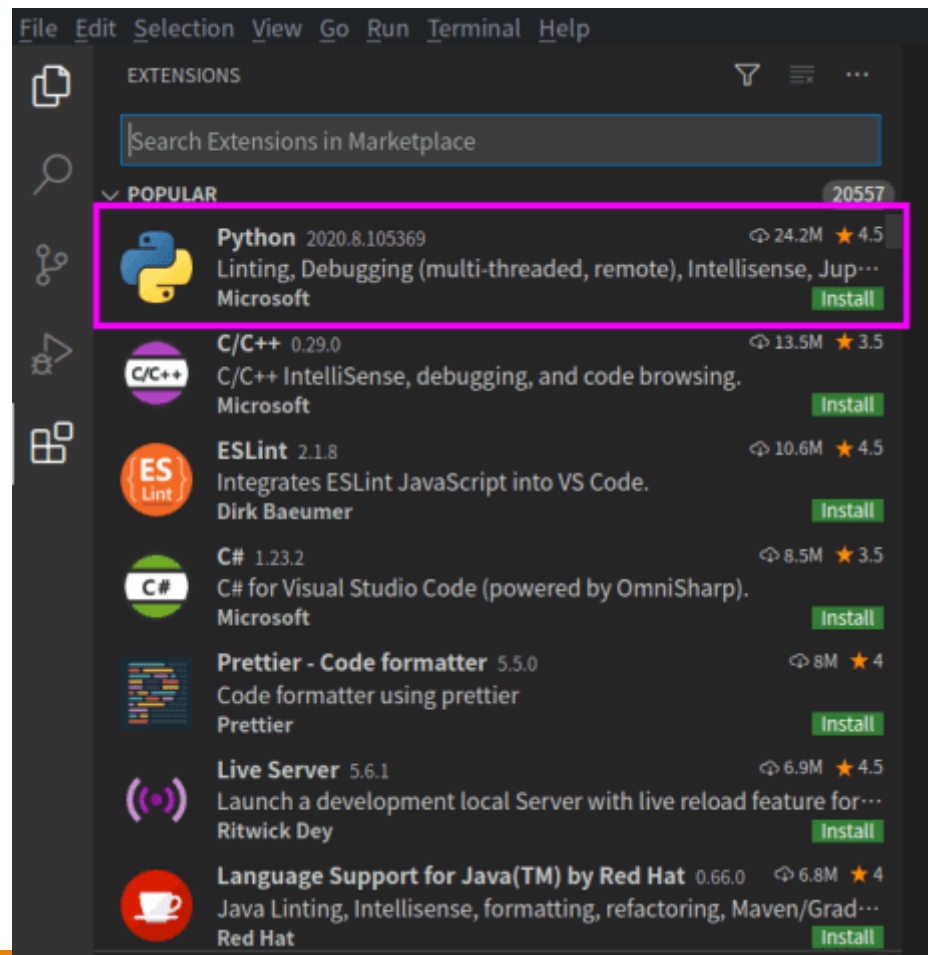 File Edit Selection View Go Run Terminal Help
EXTENSIONS
Search Extensions in Marketplace
POPULAR 20557
Python 2020.8.105369 24.2M 4.5
Linting, Debugging (multi-threaded, remote), Intellisense, Jup···
Microsoft Install
C/C++ 0.29.0 13.5M 3.5
C/C++
C/C++ IntelliSense, debugging, and code browsing.
Microsoft Install
ESLint 2.1.8 10.6M 4.5
ES
Lint
Integrates ESLint JavaScript into VS Code.
Dirk Baeumer Install
C# 1.23.2 8.5M 3.5
C#
C# for Visual Studio Code (powered by OmniSharp).
Microsoft Install
Prettier - Code formatter 5.5.0 8M 4
Code formatter using prettier
Prettier Install
Live Server 5.6.1 6.9M 4.5
Launch a development local Server with live reload feature for···
Ritwick Dey Install
Language Support for Java(TM) by Red Hat 0.66.0 6.8M 4
Java Linting, Intellisense, formatting, refactoring, Maven/Grad···
Red Hat Install